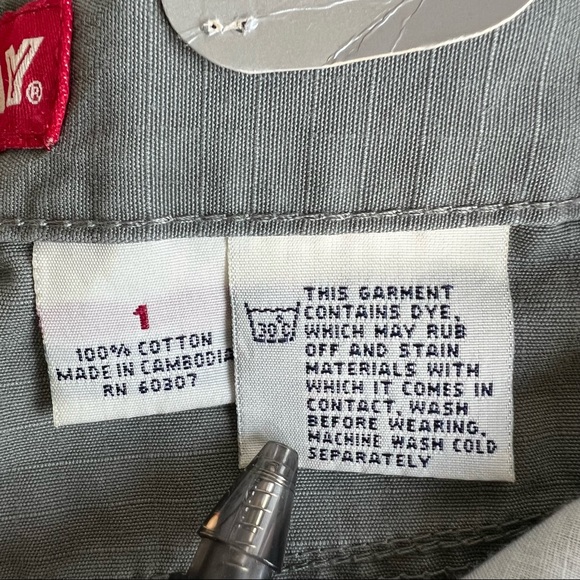 Y®
1
100% COTTON
MADE IN CAMBODIA
RN 60307
30°C
THIS GARMENT
CONTAINS DYE,
WHICH MAY RUB
OFF AND STAIN
MATERIALS WITH
WHICH IT COMES IN
CONTACT. WASH
BEFORE WEARING.
MACHINE WASH COLD
SEPARATELY